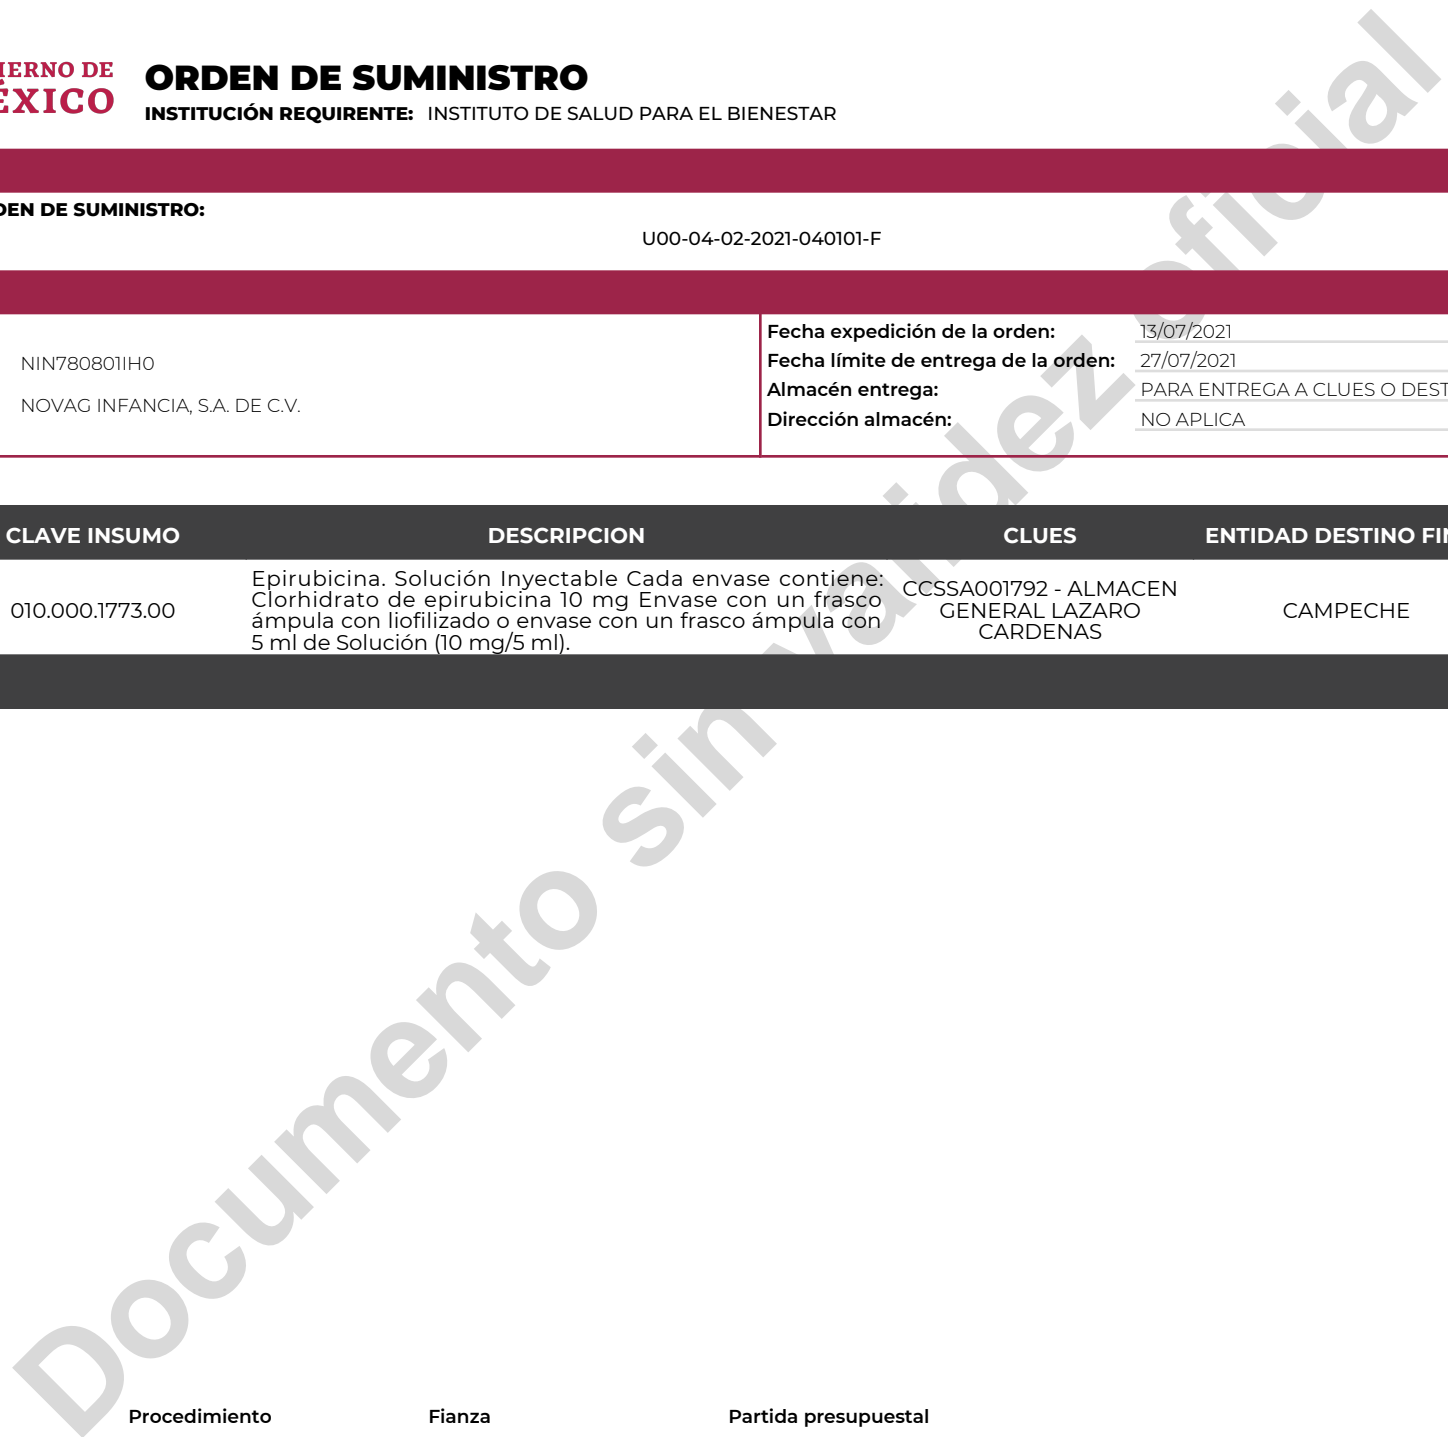 IERNO DE
ÉXICO
ORDEN DE SUMINISTRO
INSTITUCIÓN REQUIRENTE: INSTITUTO DE SALUD PARA EL BIENESTAR
DEN DE SUMINISTRO:
U00-04-02-2021-040101-F
NIN780801IH0
NOVAG INFANCIA, S.A. DE C.V.
Fecha expedición de la orden: 13/07/2021
Fecha límite de entrega de la orden: 27/07/2021
Almacén entrega: PARA ENTREGA A CLUES O DEST
Dirección almacén: NO APLICA
CLAVE INSUMO DESCRIPCION CLUES ENTIDAD DESTINO FIN
010.000.1773.00
Epirubicina. Solución Inyectable Cada envase contiene:
Clorhidrato de epirubicina 10 mg Envase con un frasco
ámpula con liofilizado o envase con un frasco ámpula con
5 ml de Solución (10 mg/5 ml).
CCSSA001792 - ALMACEN
GENERAL LAZARO
CARDENAS
CAMPECHE
Documento sin validez oficial
Procedimiento Fianza Partida presupuestal